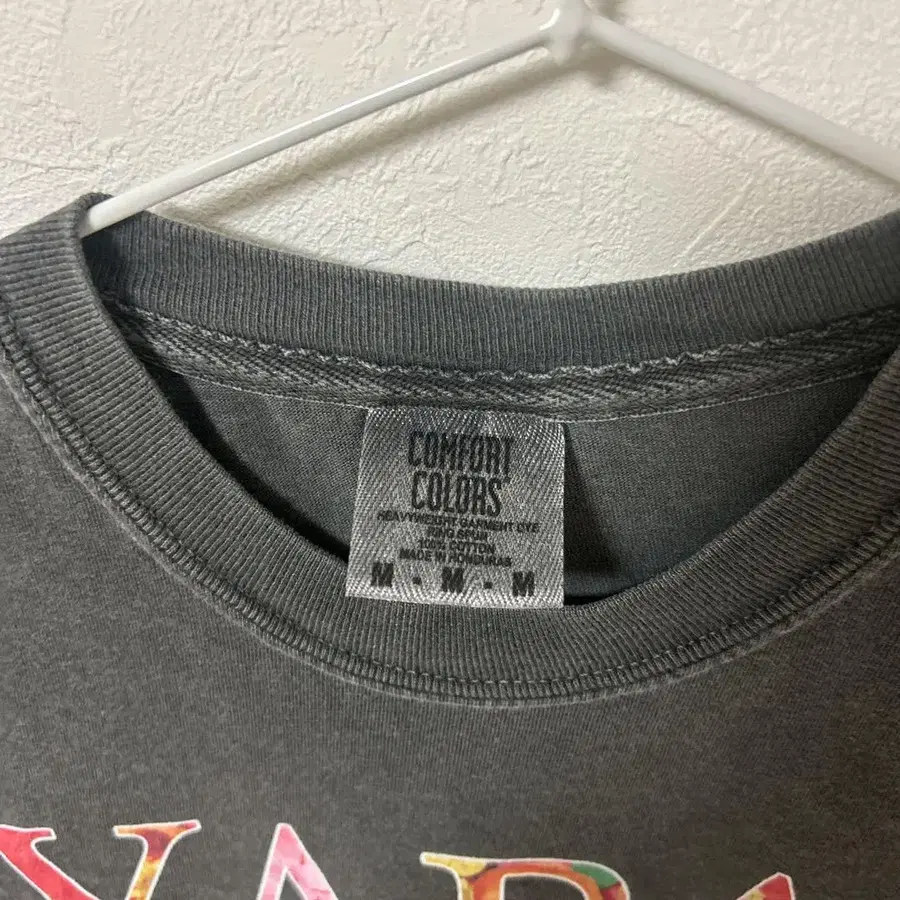 COMFORT
COLORS
HEAVYWEIGHT GARMENT DYE
RING SPUN
100% COTTON
MADE IN HONDURAS
M · M · M